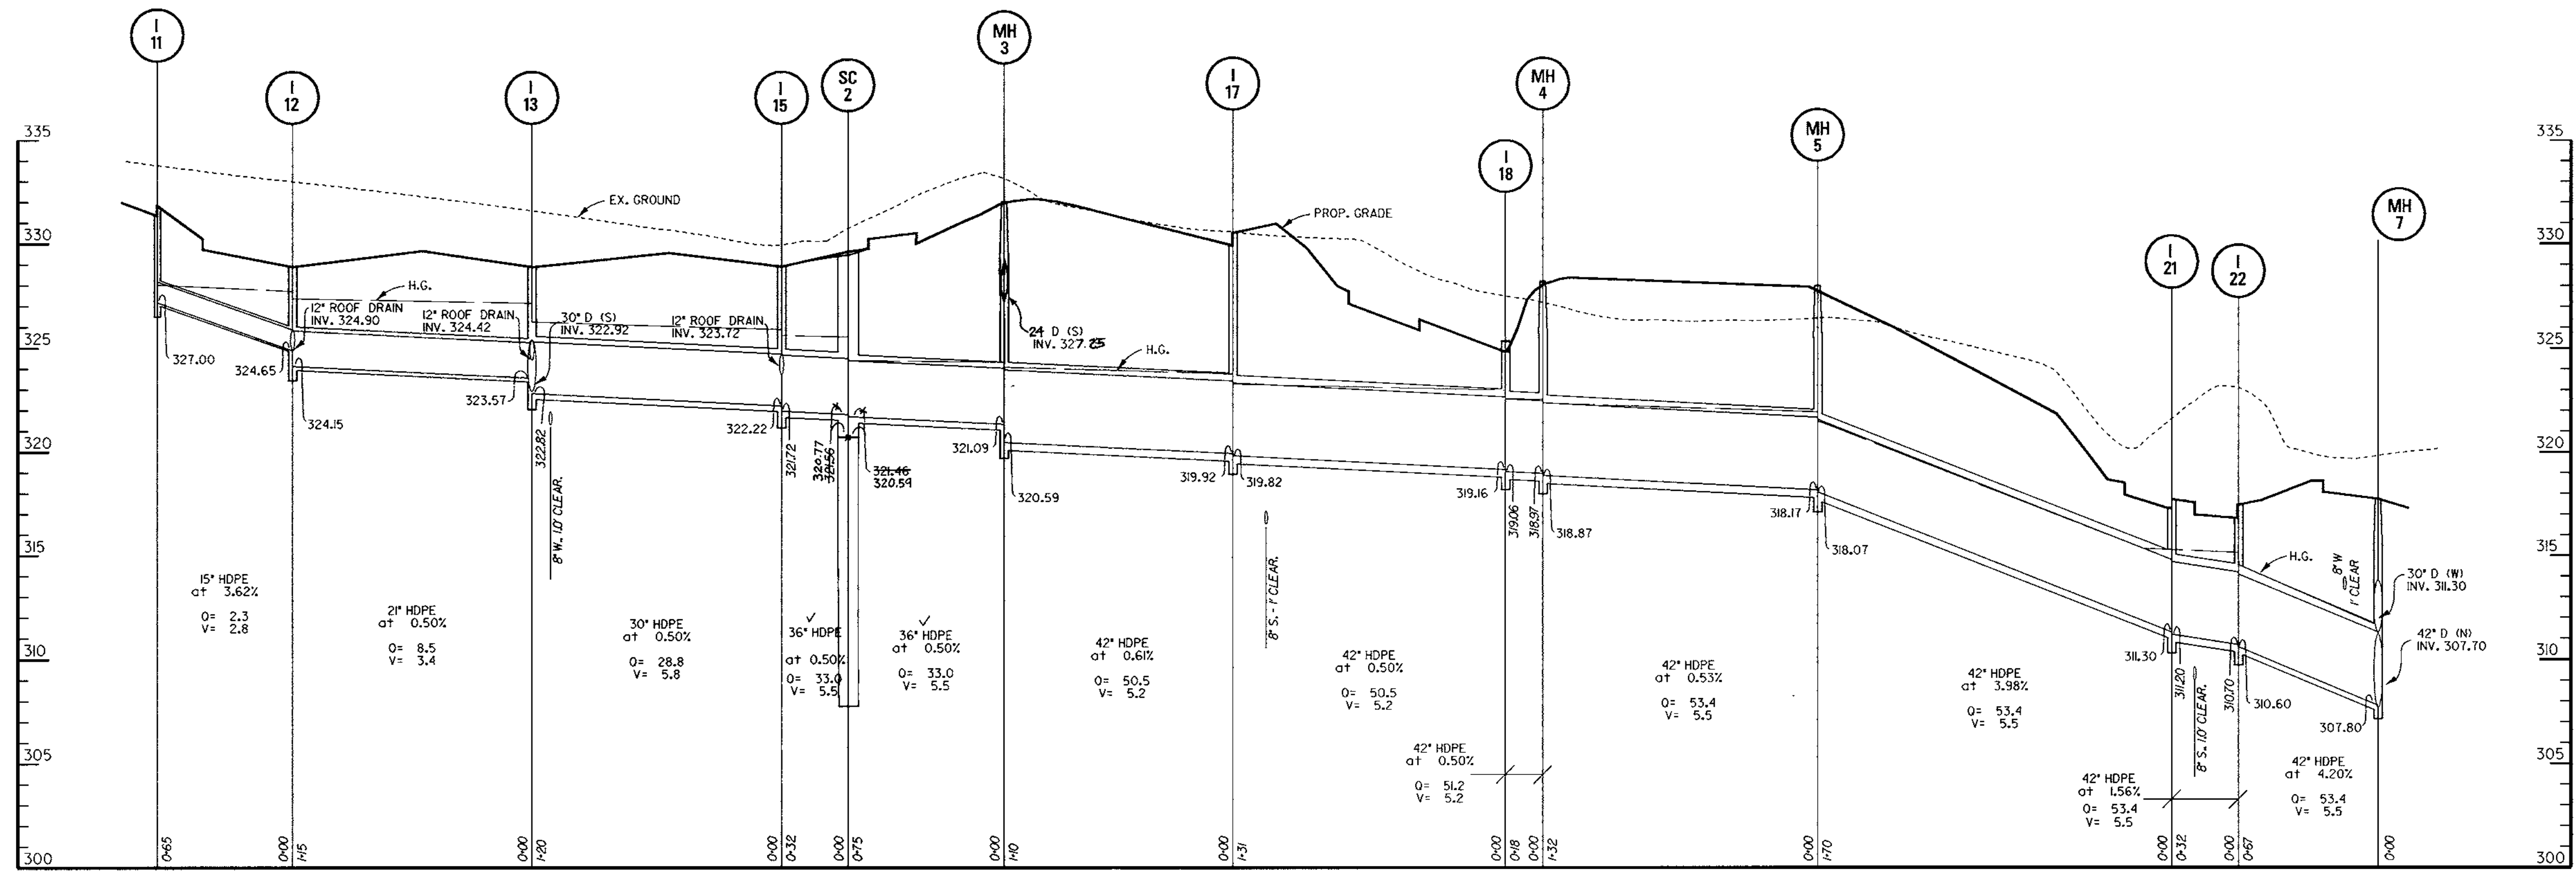 I
11
I
12
I
13
I
15
SC
2
MH
3
I
17
I
18
MH
4
MH
5
I
21
I
22
MH
7
335
330
325
320
315
310
305
300
335
330
325
320
315
310
305
300
EX. GROUND
PROP. GRADE
H.G.
H.G.
H.G.
12" ROOF DRAIN
INV. 324.90
12" ROOF DRAIN
INV. 324.42
30" D (S)
INV. 322.92
12" ROOF DRAIN
INV. 323.72
24 D (S)
INV. 327.25
30" D (W)
INV. 311.30
42" D (N)
INV. 307.70
327.00
324.65
324.15
323.57
322.82
322.22
321.72
320.77
321.56
321.46
320.59
321.09
320.59
319.92
319.82
319.16
319.06
318.97
318.87
318.17
318.07
311.30
311.20
310.70
310.60
307.80
8" W.. 1.0' CLEAR.
8" S. - 1' CLEAR.
8" S.. 1.0' CLEAR.
8" W
1' CLEAR
15" HDPE
at 3.62%
Q= 2.3
V= 2.8
21" HDPE
at 0.50%
Q= 8.5
V= 3.4
30" HDPE
at 0.50%
Q= 28.8
V= 5.8
36" HDPE
at 0.50%
Q= 33.0
V= 5.5
36" HDPE
at 0.50%
Q= 33.0
V= 5.5
42" HDPE
at 0.61%
Q= 50.5
V= 5.2
42" HDPE
at 0.50%
Q= 50.5
V= 5.2
42" HDPE
at 0.50%
Q= 51.2
V= 5.2
42" HDPE
at 0.53%
Q= 53.4
V= 5.5
42" HDPE
at 3.98%
Q= 53.4
V= 5.5
42" HDPE
at 1.56%
Q= 53.4
V= 5.5
42" HDPE
at 4.20%
Q= 53.4
V= 5.5
0+65
0+00
1+15
0+00
1+20
0+00
0+32
0+00
0+75
0+00
1+10
0+00
1+31
0+00
0+18
0+00
1+32
0+00
1+70
0+00
0+32
0+00
0+67
0+00